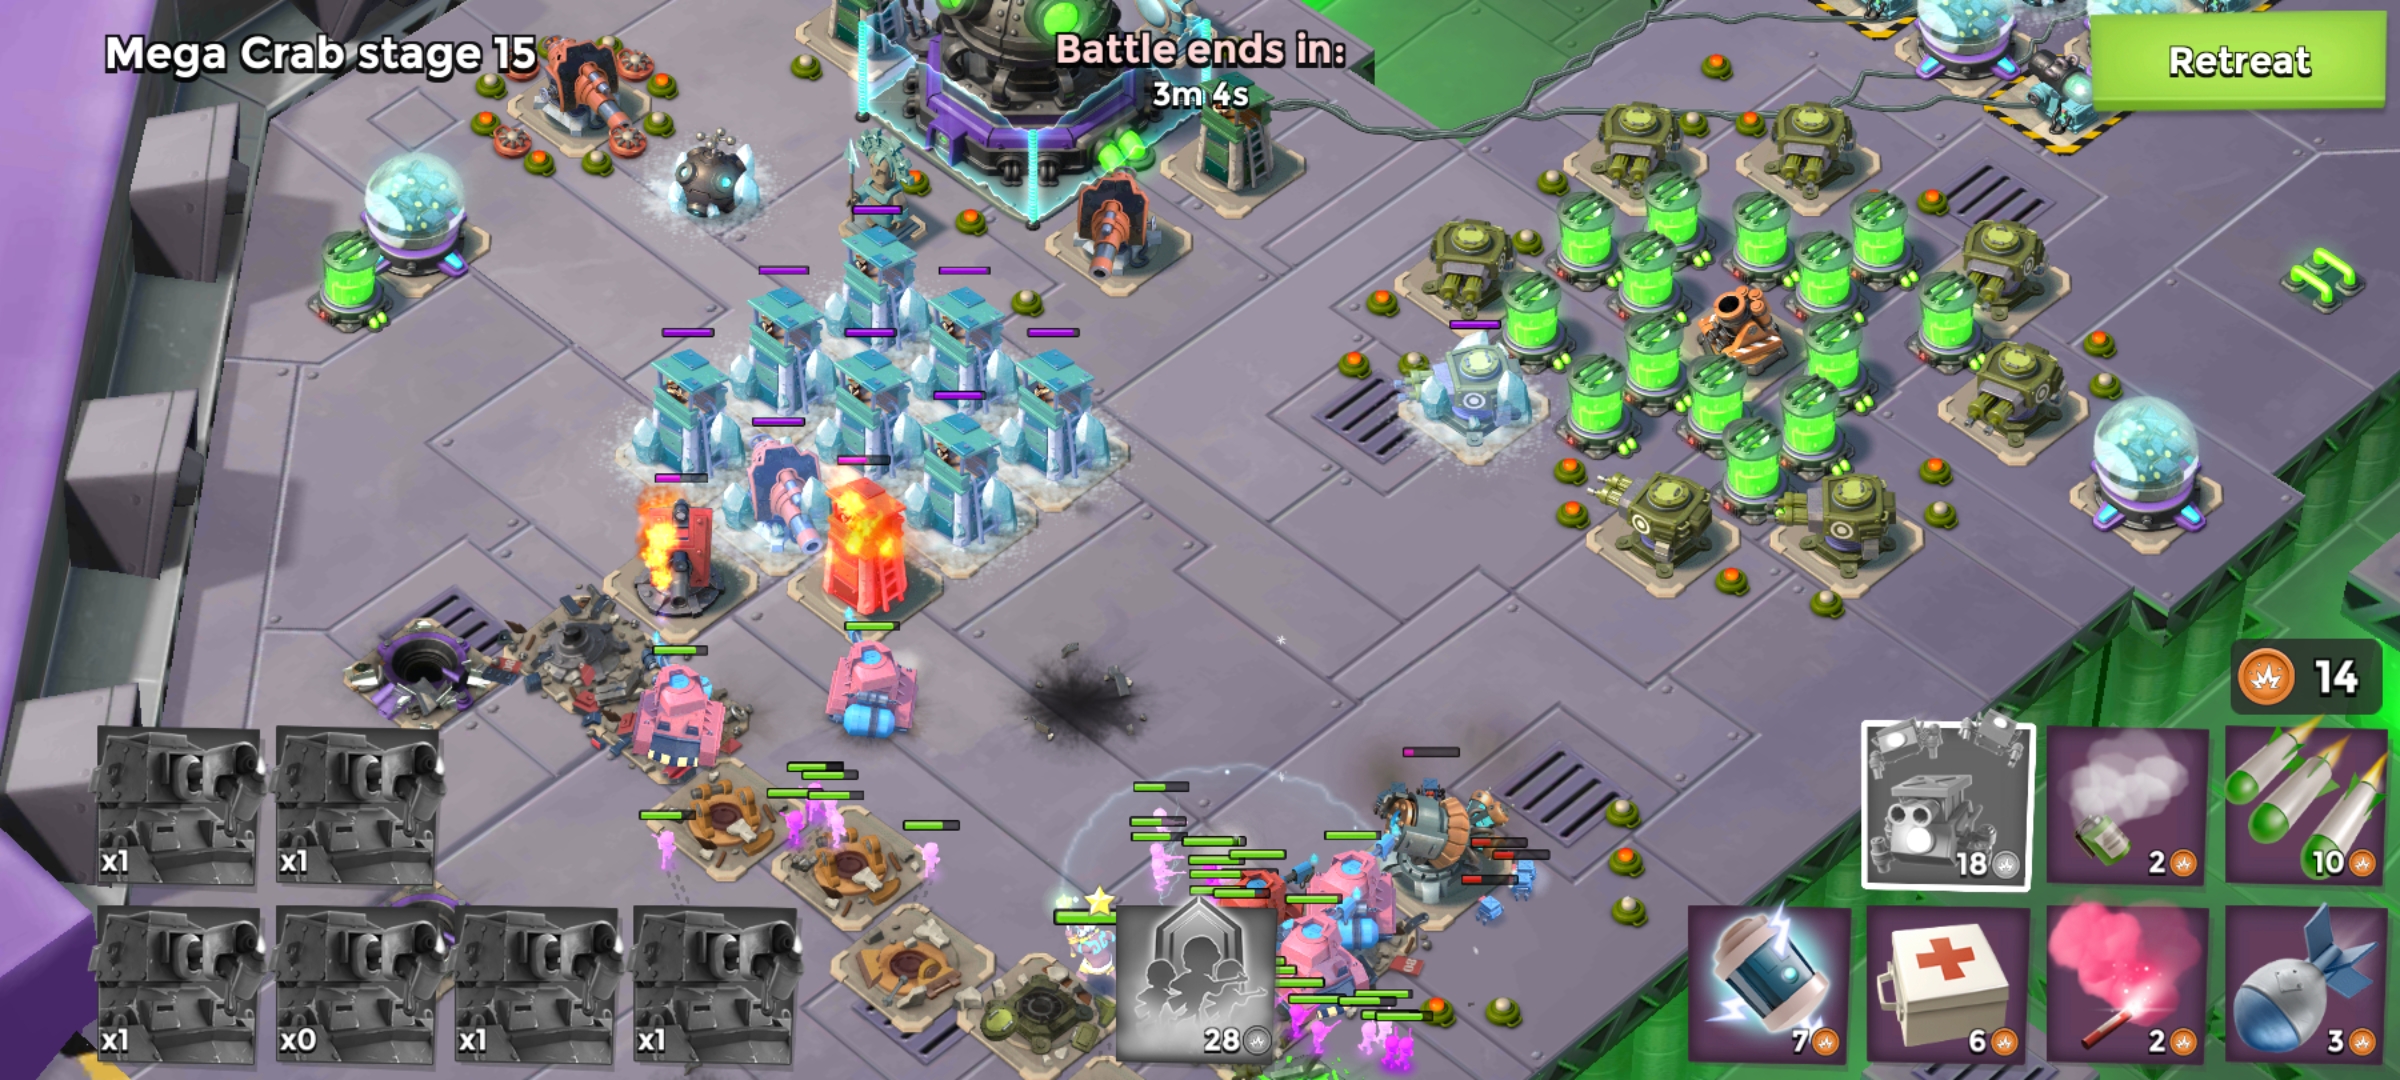 Mega Crab stage 15
Battle ends in:
3m 4s
Retreat
14
x1
x1
18
2
10
x1
x0
x1
x1
28
7
6
2
3